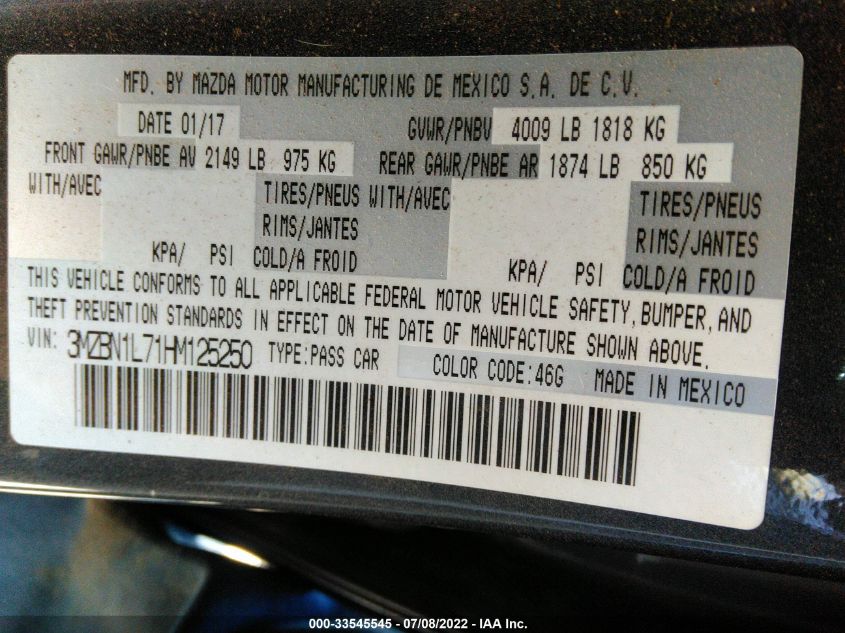 MFD. BY MAZDA MOTOR MANUFACTURING DE MEXICO S.A. DE C.V.
DATE 01/17 GVWR/PNBV 4009 LB 1818 KG
FRONT GAWR/PNBE AV 2149 LB 975 KG REAR GAWR/PNBE AR 1874 LB 850 KG
WITH/AVEC TIRES/PNEUS WITH/AVEC TIRES/PNEUS
RIMS/JANTES RIMS/JANTES
KPA/ PSI COLD/A FROID KPA/ PSI COLD/A FROID
THIS VEHICLE CONFORMS TO ALL APPLICABLE FEDERAL MOTOR VEHICLE SAFETY, BUMPER, AND
THEFT PREVENTION STANDARDS IN EFFECT ON THE DATE OF MANUFACTURE SHOWN ABOVE.
VIN: 3MZBN1L71HM125250 TYPE:PASS CAR COLOR CODE:46G MADE IN MEXICO
000-33545545 - 07/08/2022 - IAA Inc.